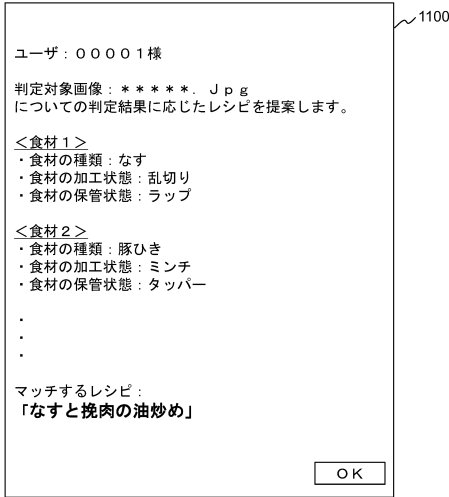 1100
ユーザ：００００１様
判定対象画像：＊＊＊＊＊．Ｊｐｇ
についての判定結果に応じたレシピを提案します。
＜食材１＞
・食材の種類：なす
・食材の加工状態：乱切り
・食材の保管状態：ラップ
＜食材２＞
・食材の種類：豚ひき
・食材の加工状態：ミンチ
・食材の保管状態：タッパー
・
・
・
マッチするレシピ：
「なすと挽肉の油炒め」
ＯＫ